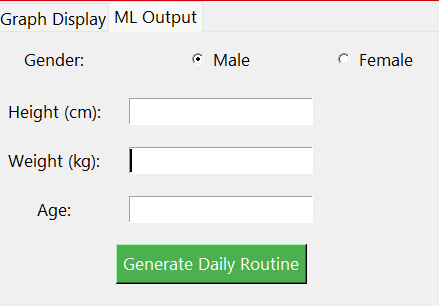 Graph Display ML Output
Gender: Male Female
Height (cm):
Weight (kg):
Age:
Generate Daily Routine